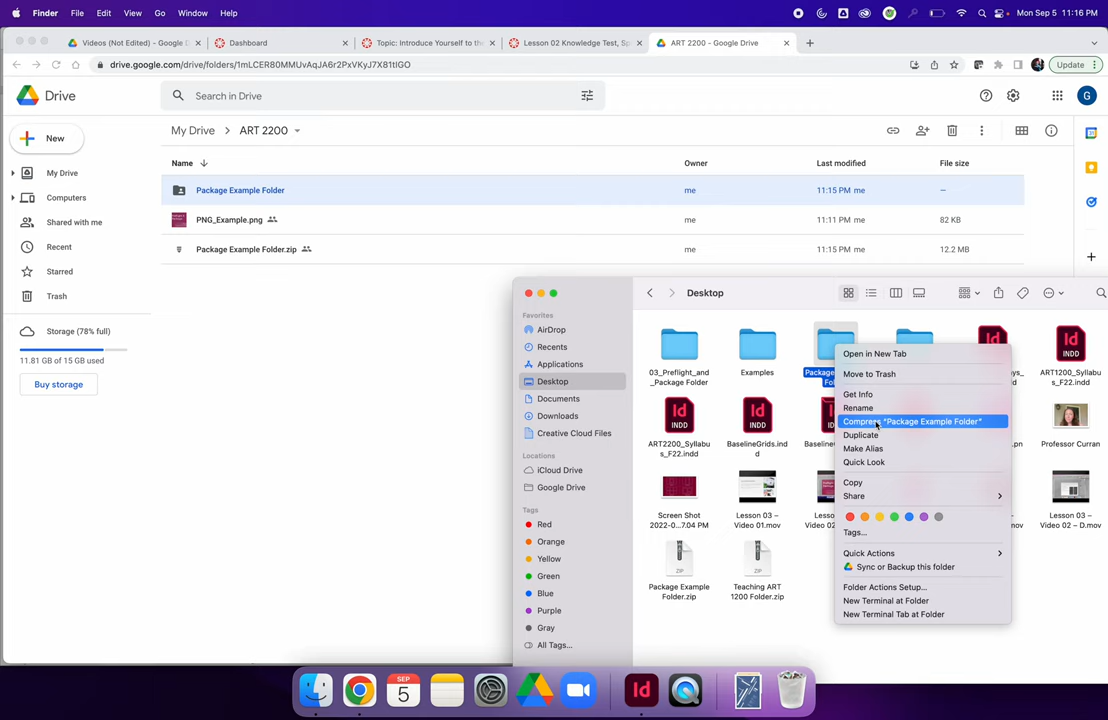 Finder File Edit View Go Window Help Mon Sep 5 11:16 PM
Videos (Not Edited) - Google D Dashboard Topic: Introduce Yourself to the Lesson 02 Knowledge Test, Sp ART 2200 - Google Drive
drive.google.com/drive/folders/1mLCER80MMUvAqJA6r2PxVKyJ7X81tIGO Update
Drive Search in Drive G
New My Drive ART 2200
Name Owner Last modified File size
My Drive
Package Example Folder me 11:15 PM me —
Computers
PNG_Example.png me 11:11 PM me 82 KB
Shared with me
Recent
Package Example Folder.zip me 11:15 PM me 12.2 MB
Starred
Trash
Storage (78% full)
11.81 GB of 15 GB used
Buy storage
Desktop
Favorites
AirDrop
Recents
Applications
Desktop
Documents
Downloads
Creative Cloud Files
Locations
iCloud Drive
Google Drive
Tags
Red
Orange
Yellow
Green
Blue
Purple
Gray
All Tags...
03_Preflight_and
_Package Folder
Examples
ART1200_Syllabu
s_F22.indd
ART2200_Syllabu
s_F22.indd
BaselineGrids.ind
d
Professor Curran
Screen Shot
2022-0...7.04 PM
Lesson 03 –
Video 01.mov
Lesson 03 –
Video 02 – D.mov
Package Example
Folder.zip
Teaching ART
1200 Folder.zip
Open in New Tab
Move to Trash
Get Info
Rename
Compress "Package Example Folder"
Duplicate
Make Alias
Quick Look
Copy
Share
Tags...
Quick Actions
Sync or Backup this folder
Folder Actions Setup...
New Terminal at Folder
New Terminal Tab at Folder
INDD
INDD
INDD
ZIP
ZIP
SEP
5